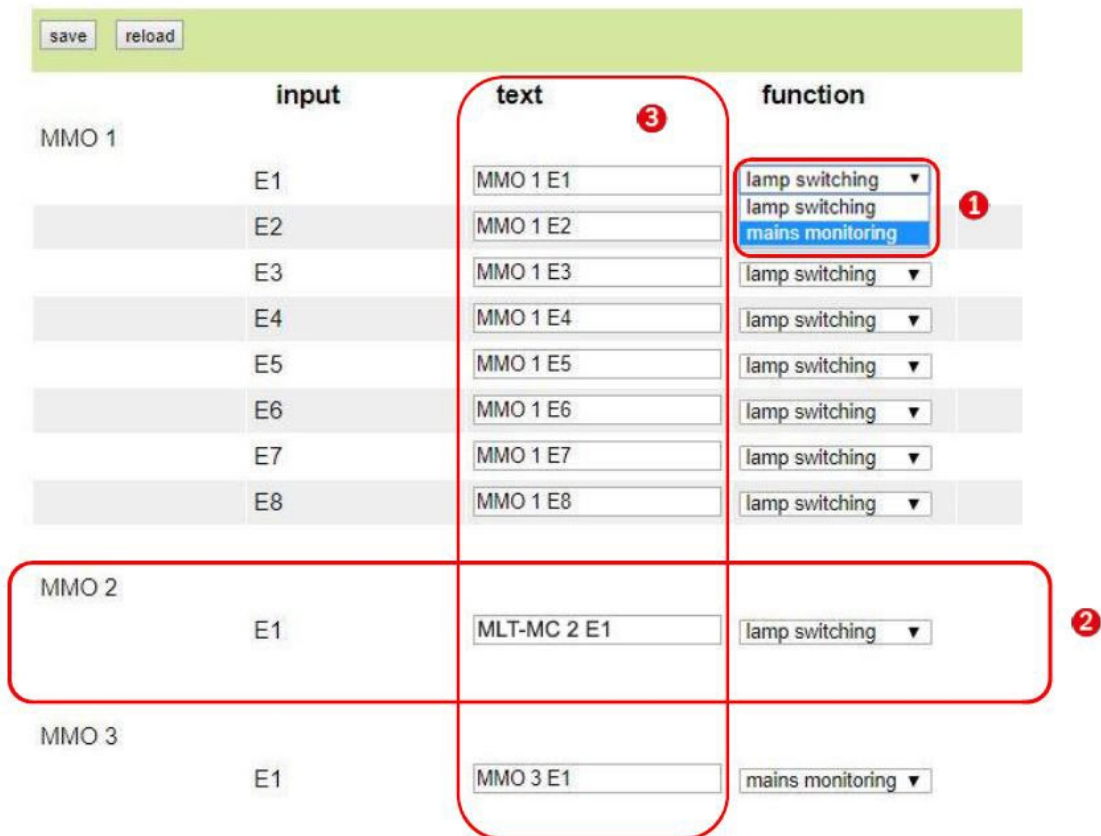 save reload
input text function
3
MMO 1
E1 MMO 1 E1 lamp switching ▼
lamp switching
1
E2 MMO 1 E2 mains monitoring
E3 MMO 1 E3 lamp switching ▼
E4 MMO 1 E4 lamp switching ▼
E5 MMO 1 E5 lamp switching ▼
E6 MMO 1 E6 lamp switching ▼
E7 MMO 1 E7 lamp switching ▼
E8 MMO 1 E8 lamp switching ▼
MMO 2
E1 MLT-MC 2 E1 lamp switching ▼
2
MMO 3
E1 MMO 3 E1 mains monitoring ▼